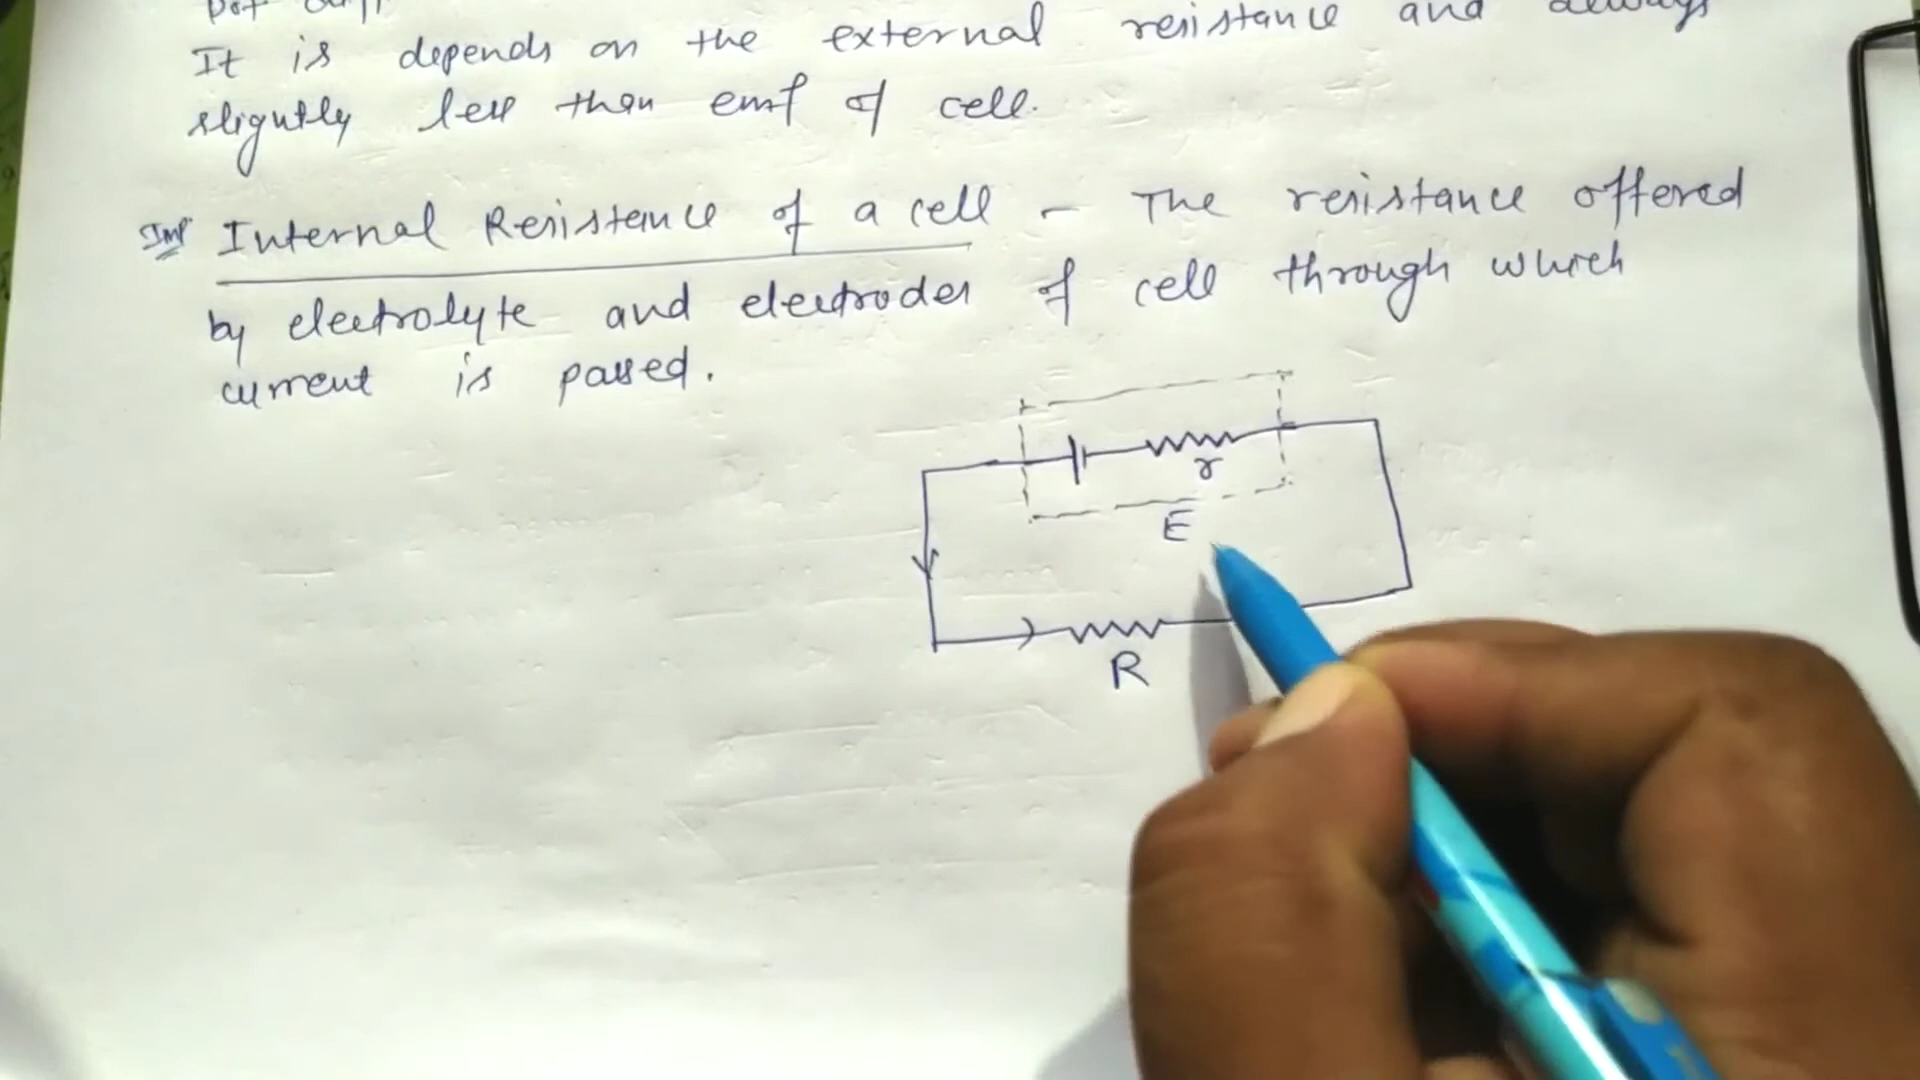 It is depends on the external resistance and always
slightly less than emf of cell.
Imp Internal Resistance of a cell - The resistance offered
by electrolyte and electrodes of cell through which
current is passed.
r
E
R